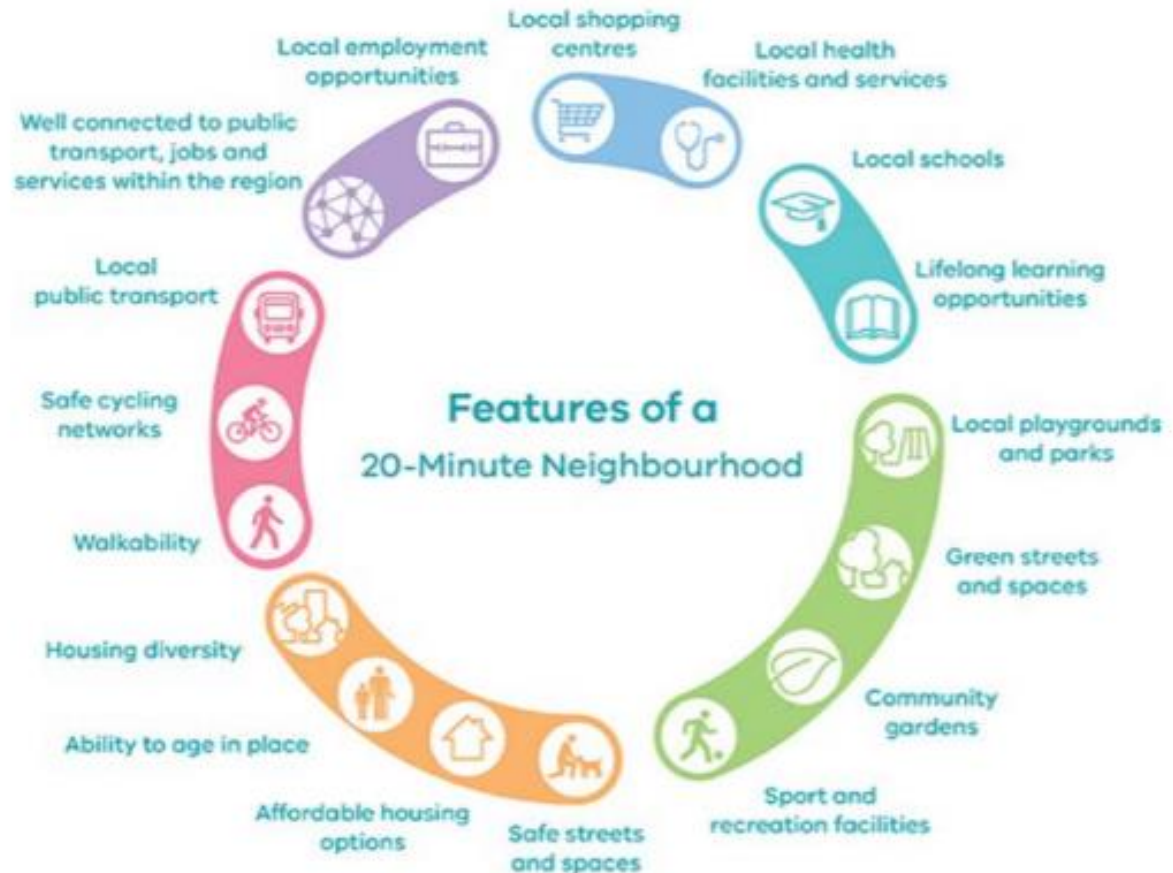 Features of a
20-Minute Neighbourhood
Local shopping
centres
Local health
facilities and services
Local schools
Lifelong learning
opportunities
Local playgrounds
and parks
Green streets
and spaces
Community
gardens
Sport and
recreation facilities
Safe streets
and spaces
Affordable housing
options
Ability to age in place
Housing diversity
Walkability
Safe cycling
networks
Local
public transport
Well connected to public
transport, jobs and
services within the region
Local employment
opportunities